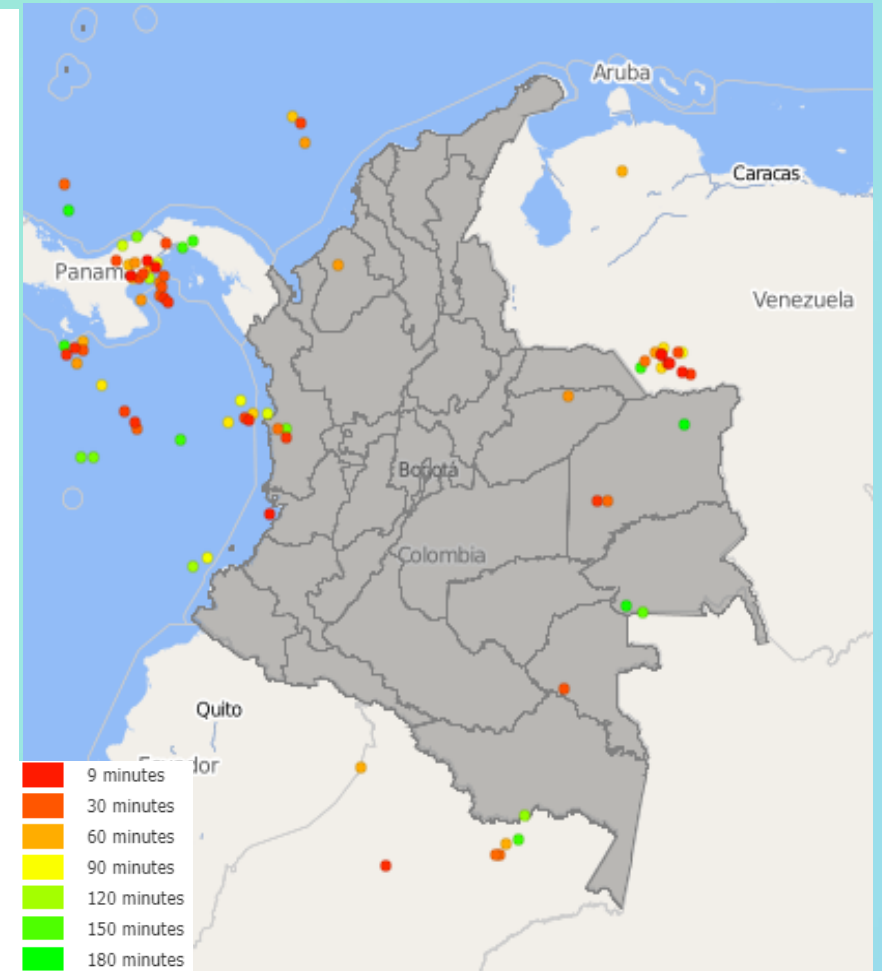 Aruba
Caracas
Panam
Venezuela
Bogotá
Colombia
Quito
Ecuador
9 minutes
30 minutes
60 minutes
90 minutes
120 minutes
150 minutes
180 minutes